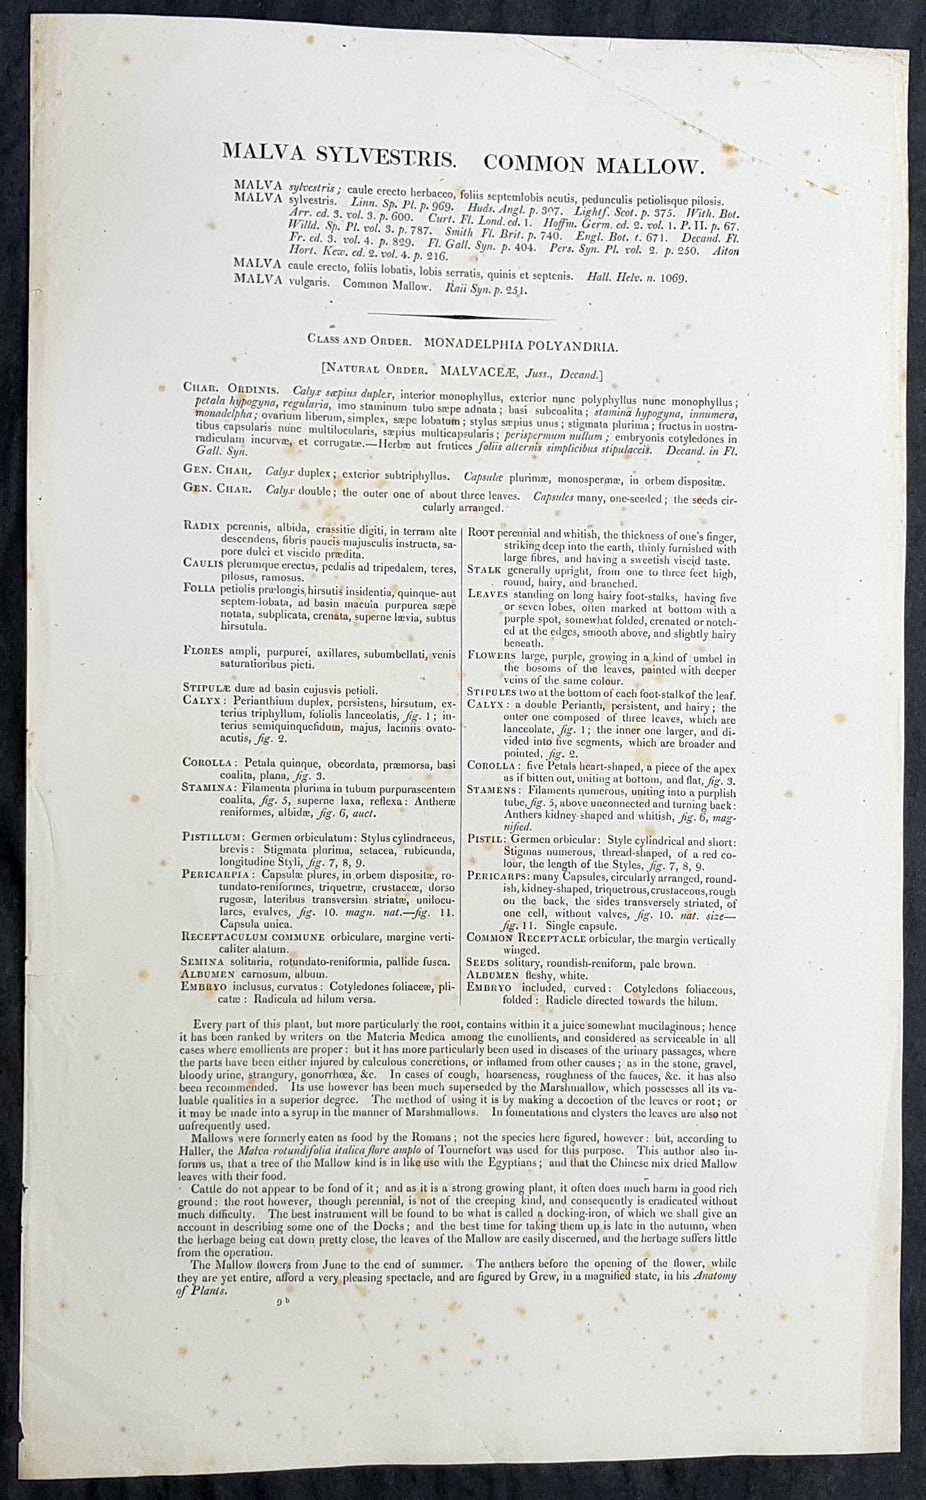 MALVA SYLVESTRIS. COMMON MALLOW.
MALVA sylvestris; caule erecto herbaceo, foliis septemlobis acutis, pedunculis petiolisque pilosis.
MALVA sylvestris. Linn. Sp. Pl. p. 969. Huds. Angl. p. 307. Lightf. Scot. p. 375. With. Bot.
Arr. ed. 3. vol. 3. p. 600. Curt. Fl. Lond. ed. 1. Hoffm. Germ. ed. 2. vol. 1. P. II. p. 67.
Willd. Sp. Pl. vol. 3. p. 787. Smith Fl. Brit. p. 740. Engl. Bot. t. 671. Decand. Fl.
Fr. ed. 3. vol. 4. p. 829. Fl. Gall. Syn. p. 404. Pers. Syn. Pl. vol. 2. p. 250. Aiton
Hort. Kew. ed. 2. vol. 4. p. 216.
MALVA caule erecto, foliis lobatis, lobis serratis, quinis et septenis. Hall. Helv. n. 1069.
MALVA vulgaris. Common Mallow. Raii Syn. p. 251.
CLASS AND ORDER. MONADELPHIA POLYANDRIA.
[NATURAL ORDER. MALVACEÆ, Juss., Decand.]
CHAR. ORDINIS. Calyx sæpius duplex, interior monophyllus, exterior nunc polyphyllus nunc monophyllus;
petala hypogyna, regularia, imo staminum tubo sæpe adnata; basi subcoalita; stamina hypogyna, innumera,
monadelpha; ovarium liberum, simplex, sæpe lobatum; stylus sæpius unus; stigmata plurima; fructus in nostra-
tibus capsularis nunc multilocularis, sæpius multicapsularis; perispermum nullum; embryonis cotyledones in
radiculam incurvæ, et corrugatæ.—Herbæ aut frutices foliis alternis simplicibus stipulaceis. Decand. in Fl.
Gall. Syn.
GEN. CHAR. Calyx duplex; exterior subtriphyllus. Capsulæ plurimæ, monospermæ, in orbem dispositæ.
GEN. CHAR. Calyx double; the outer one of about three leaves. Capsules many, one-seeded; the seeds cir-
cularly arranged.
RADIX perennis, albida, crassitie digiti, in terram alte
descendens, fibris paucis majusculis instructa, sa-
pore dulci et viscido prædita.
CAULIS plerumque erectus, pedalis ad tripedalem, teres,
pilosus, ramosus.
FOLIA petiolis prælongis hirsutis insidentia, quinque- aut
septem-lobata, ad basin macula purpurea sæpe
notata, subplicata, crenata, superne lævia, subtus
hirsutula.
FLORES ampli, purpurei, axillares, subumbellati, venis
saturatioribus picti.
STIPULÆ duæ ad basin cujusvis petioli.
CALYX: Perianthium duplex, persistens, hirsutum, ex-
terius triphyllum, foliolis lanceolatis, fig. 1; in-
terius semiquinquefidum, majus, laciniis ovato-
acutis, fig. 2.
COROLLA: Petala quinque, obcordata, præmorsa, basi
coalita, plana, fig. 3.
STAMINA: Filamenta plurima in tubum purpurascentem
coalita, fig. 5, superne laxa, reflexa: Antheræ
reniformes, albidæ, fig. 6, auct.
PISTILLUM: Germen orbiculatum: Stylus cylindraceus,
brevis: Stigmata plurima, setacea, rubicunda,
longitudine Styli, fig. 7, 8, 9.
PERICARPIA: Capsulæ plures, in orbem dispositæ, ro-
tundato-reniformes, triquetræ, crustaceæ, dorso
rugosæ, lateribus transversim striatæ, unilocu-
lares, evalves, fig. 10. magn. nat.—fig. 11.
Capsula unica.
RECEPTACULUM COMMUNE orbiculare, margine verti-
caliter alatum.
SEMINA solitaria, rotundato-reniformia, pallide fusca.
ALBUMEN carnosum, album.
EMBRYO inclusus, curvatus: Cotyledones foliaceæ, pli-
catæ: Radicula ad hilum versa.
ROOT perennial and whitish, the thickness of one's finger,
striking deep into the earth, thinly furnished with
large fibres, and having a sweetish viscid taste.
STALK generally upright, from one to three feet high,
round, hairy, and branched.
LEAVES standing on long hairy foot-stalks, having five
or seven lobes, often marked at bottom with a
purple spot, somewhat folded, crenated or notch-
ed at the edges, smooth above, and slightly hairy
beneath.
FLOWERS large, purple, growing in a kind of umbel in
the bosoms of the leaves, painted with deeper
veins of the same colour.
STIPULES two at the bottom of each foot-stalk of the leaf.
CALYX: a double Perianth, persistent, and hairy; the
outer one composed of three leaves, which are
lanceolate, fig. 1; the inner one larger, and di-
vided into five segments, which are broader and
pointed, fig. 2.
COROLLA: five Petals heart-shaped, a piece of the apex
as if bitten out, uniting at bottom, and flat, fig. 3.
STAMENS: Filaments numerous, uniting into a purplish
tube, fig. 5, above unconnected and turning back:
Anthers kidney-shaped and whitish, fig. 6, mag-
nified.
PISTIL: Germen orbicular: Style cylindrical and short:
Stigmas numerous, thread-shaped, of a red co-
lour, the length of the Styles, fig. 7, 8, 9.
PERICARPS: many Capsules, circularly arranged, round-
ish, kidney-shaped, triquetrous, crustaceous, rough
on the back, the sides transversely striated, of
one cell, without valves, fig. 10. nat. size—
fig. 11. Single capsule.
COMMON RECEPTACLE orbicular, the margin vertically
winged.
SEEDS solitary, roundish-reniform, pale brown.
ALBUMEN fleshy, white.
EMBRYO included, curved: Cotyledons foliaceous,
folded: Radicle directed towards the hilum.
Every part of this plant, but more particularly the root, contains within it a juice somewhat mucilaginous; hence
it has been ranked by writers on the Materia Medica among the emollients, and considered as serviceable in all
cases where emollients are proper: but it has more particularly been used in diseases of the urinary passages, where
the parts have been either injured by calculous concretions, or inflamed from other causes; as in the stone, gravel,
bloody urine, strangury, gonorrhœa, &c. In cases of cough, hoarseness, roughness of the fauces, &c. it has also
been recommended. Its use however has been much superseded by the Marshmallow, which possesses all its va-
luable qualities in a superior degree. The method of using it is by making a decoction of the leaves or root; or
it may be made into a syrup in the manner of Marshmallows. In fomentations and clysters the leaves are also not
unfrequently used.
Mallows were formerly eaten as food by the Romans; not the species here figured, however: but, according to
Haller, the Malva rotundifolia italica flore amplo of Tournefort was used for this purpose. This author also in-
forms us, that a tree of the Mallow kind is in like use with the Egyptians; and that the Chinese mix dried Mallow
leaves with their food.
Cattle do not appear to be fond of it; and as it is a strong growing plant, it often does much harm in good rich
ground: the root however, though perennial, is not of the creeping kind, and consequently is eradicated without
much difficulty. The best instrument will be found to be what is called a docking-iron, of which we shall give an
account in describing some one of the Docks; and the best time for taking them up is late in the autumn, when
the herbage being eat down pretty close, the leaves of the Mallow are easily discerned, and the herbage suffers little
from the operation.
The Mallow flowers from June to the end of summer. The anthers before the opening of the flower, while
they are yet entire, afford a very pleasing spectacle, and are figured by Grew, in a magnified state, in his Anatomy
of Plants.
9 b